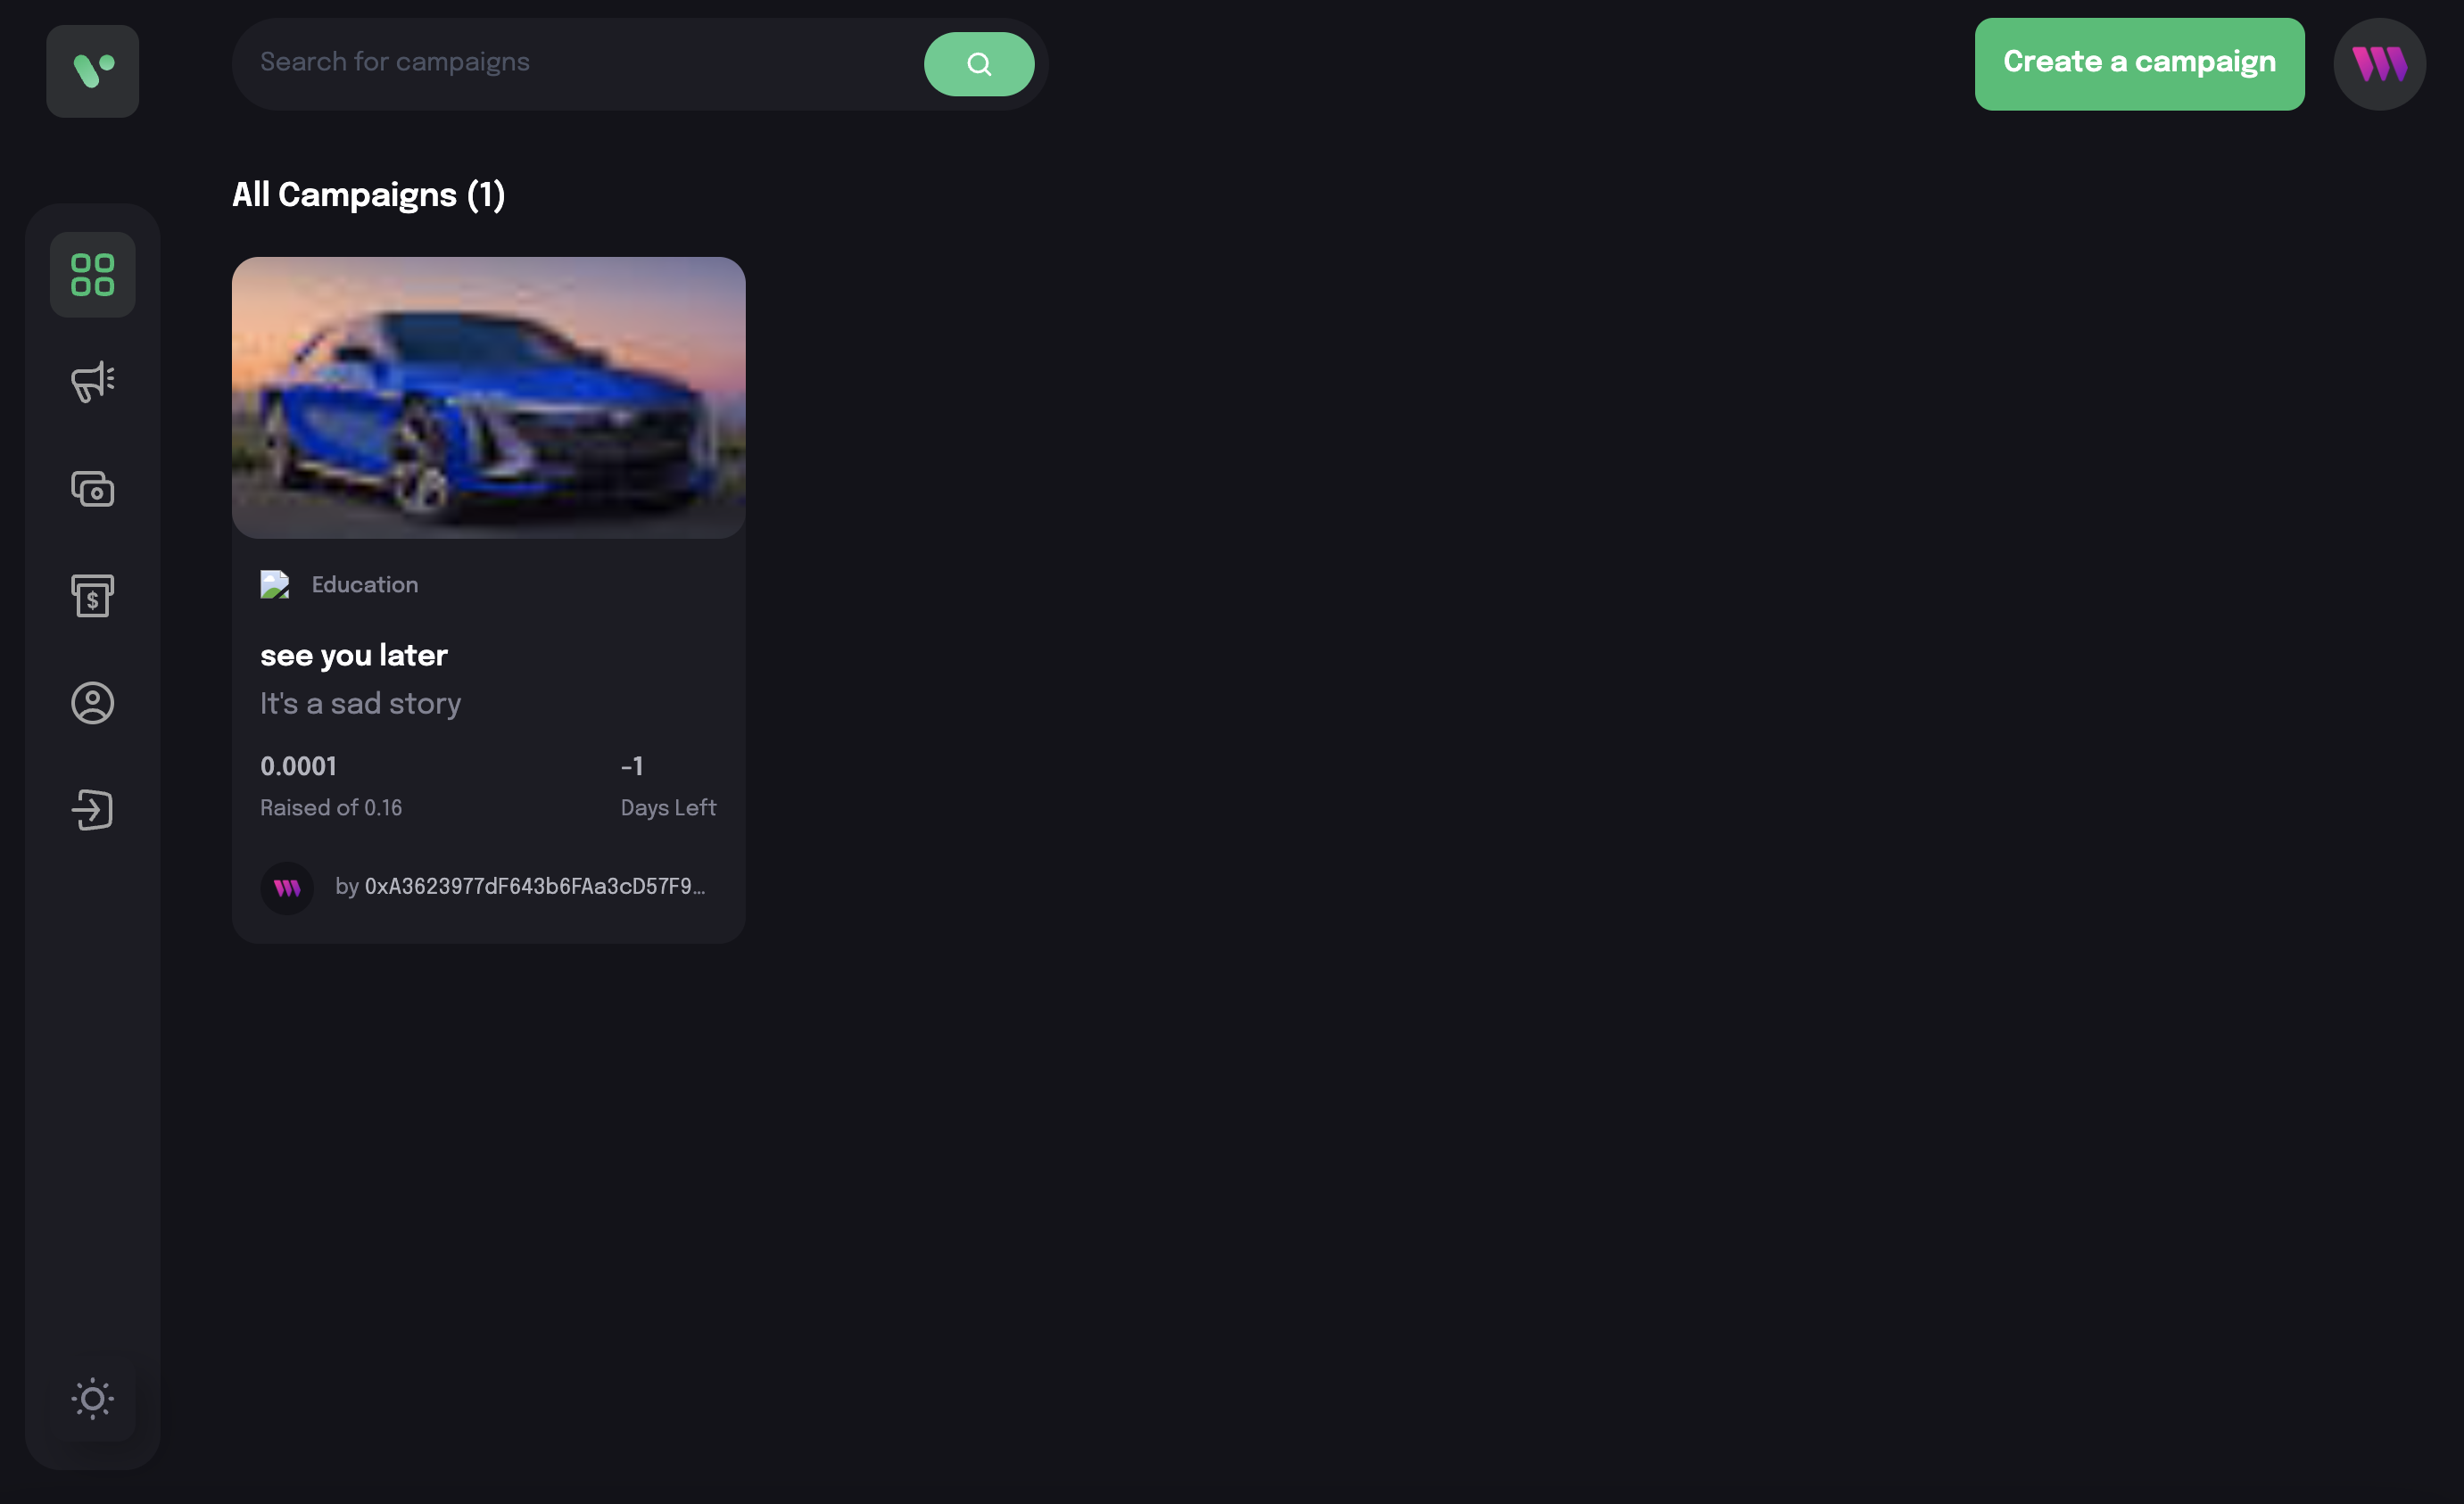 Search for campaigns
Create a campaign
All Campaigns (1)
Education
see you later
It's a sad story
0.0001
-1
Raised of 0.16
Days Left
by 0xA3623977dF643b6FAa3cD57F9...